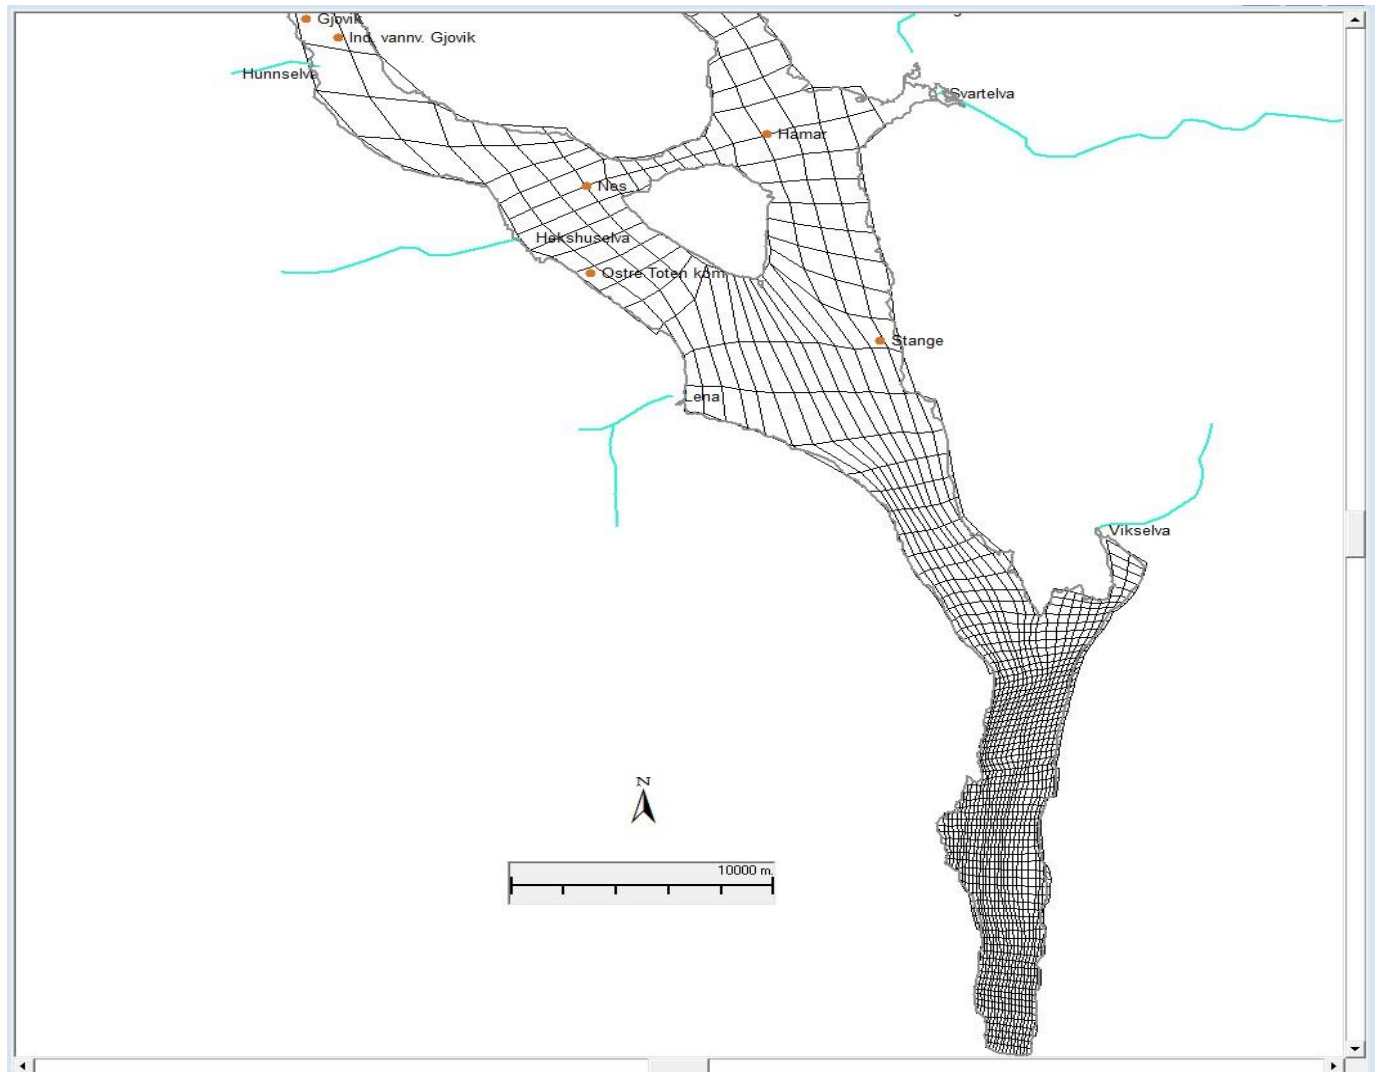 Gjovik
Ind. vannv. Gjovik
Hunnselva
Svartelva
Hamar
Nes
Hekshuselva
Ostre Toten kom
Stange
Lena
Vikselva
N
10000 m.